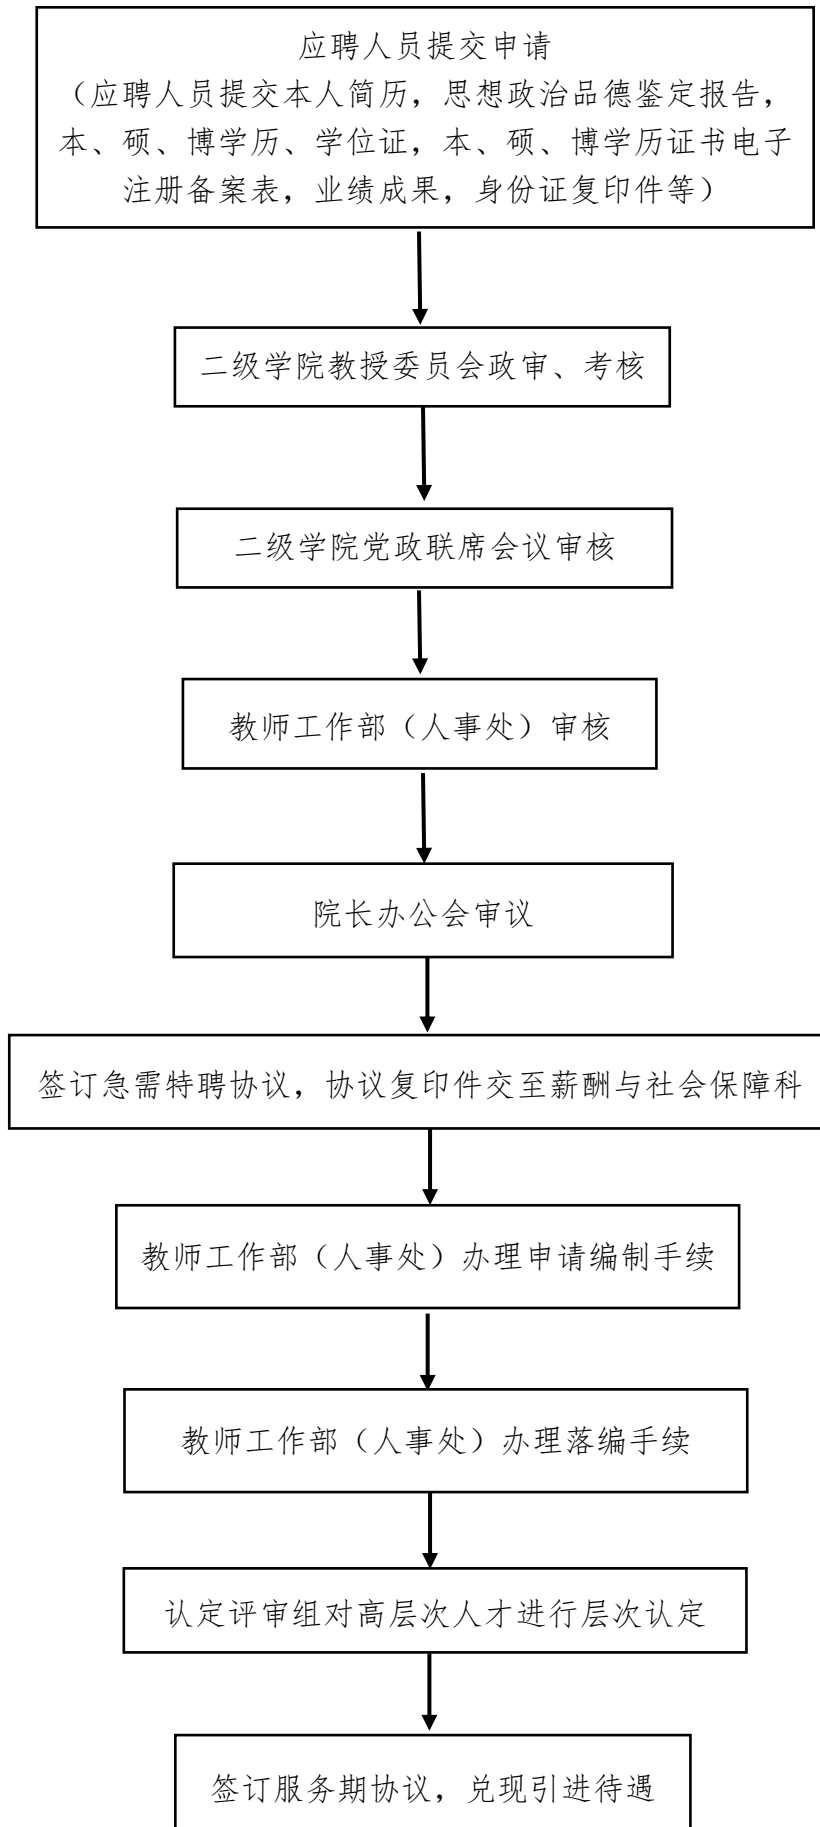 应聘人员提交申请
（应聘人员提交本人简历，思想政治品德鉴定报告，
本、硕、博学历、学位证，本、硕、博学历证书电子
注册备案表，业绩成果，身份证复印件等）
二级学院教授委员会政审、考核
二级学院党政联席会议审核
教师工作部（人事处）审核
院长办公会审议
签订急需特聘协议，协议复印件交至薪酬与社会保障科
教师工作部（人事处）办理申请编制手续
教师工作部（人事处）办理落编手续
认定评审组对高层次人才进行层次认定
签订服务期协议，兑现引进待遇